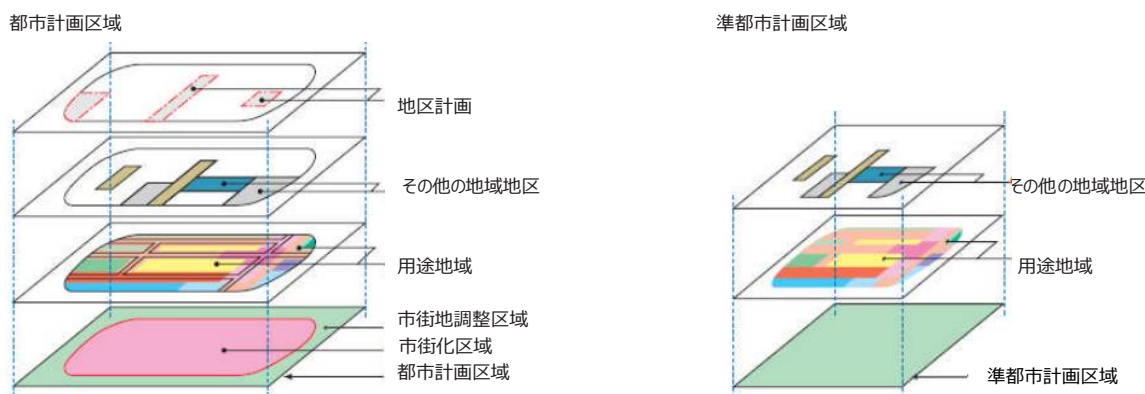 都市計画区域
地区計画
その他の地域地区
用途地域
市街地調整区域
市街化区域
都市計画区域
準都市計画区域
その他の地域地区
用途地域
準都市計画区域